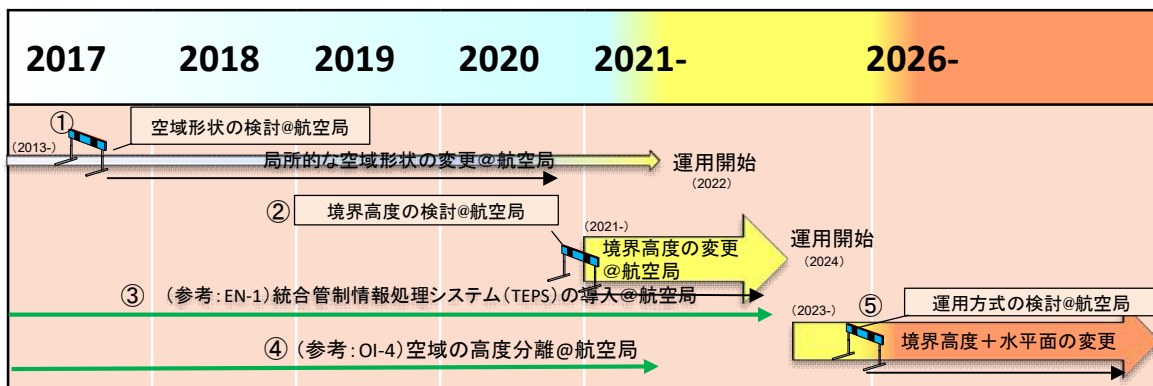 2017 2018 2019 2020 2021- 2026-
①
空域形状の検討@航空局
(2013-)
局所的な空域形状の変更@航空局
運用開始
(2022)
②
境界高度の検討@航空局
(2021-)
境界高度の変更
@航空局
運用開始
(2024)
③ (参考:EN-1)統合管制情報処理システム(TEPS)の導入@航空局
(2023-)
⑤
運用方式の検討@航空局
境界高度+水平面の変更
④ (参考:OI-4)空域の高度分離@航空局